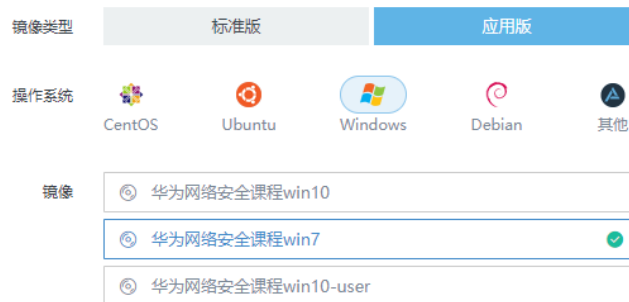 镜像类型 标准版 应用版
操作系统 CentOS Ubuntu Windows Debian 其他
镜像 华为网络安全课程win10
华为网络安全课程win7
华为网络安全课程win10-user